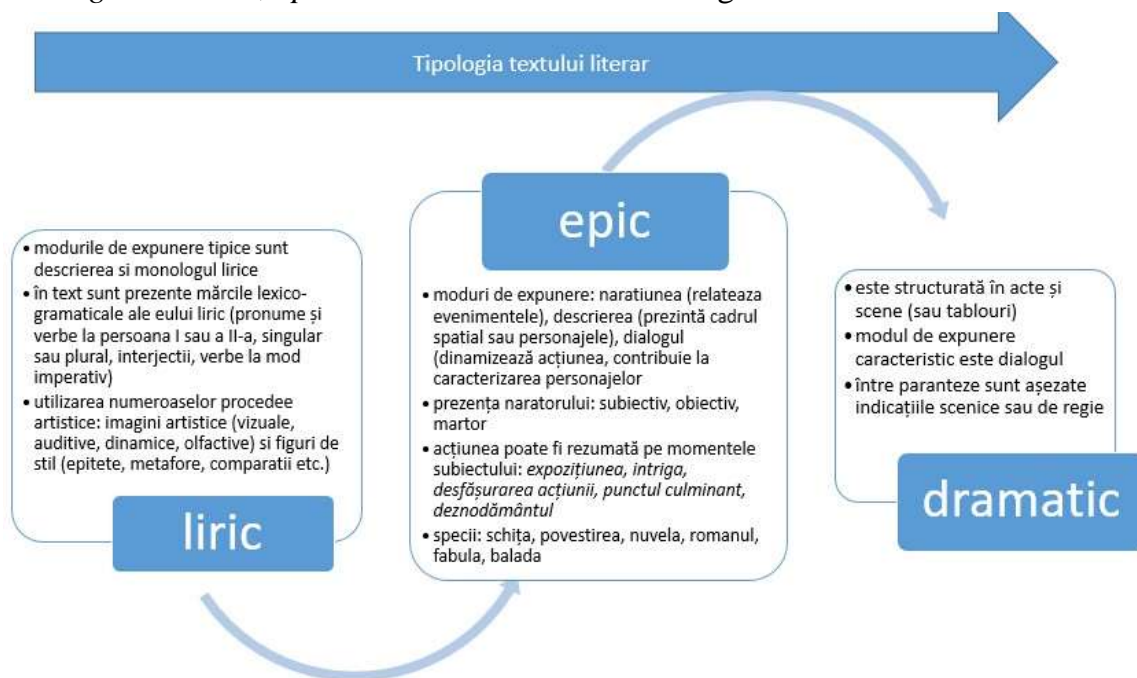 Tipologia textului literar
• modurile de expunere tipice sunt
descrierea si monologul lirice
• în text sunt prezente mărcile lexico-
gramaticale ale eului liric (pronume și
verbe la persoana I sau a II-a, singular
sau plural, interjectii, verbe la mod
imperativ)
• utilizarea numeroaselor procedee
artistice: imagini artistice (vizuale,
auditive, dinamice, olfactive) si figuri de
stil (epitete, metafore, comparatii etc.)
liric
epic
• moduri de expunere: naratiunea (relateaza
evenimentele), descrierea (prezintă cadrul
spatial sau personajele), dialogul
(dinamizează acțiunea, contribuie la
caracterizarea personajelor
• prezența naratorului: subiectiv, obiectiv,
martor
• acțiunea poate fi rezumată pe momentele
subiectului: expozițiunea, intriga,
desfășurarea acțiunii, punctul culminant,
deznodământul
• specii: schița, povestirea, nuvela, romanul,
fabula, balada
• este structurată în acte și
scene (sau tablouri)
• modul de expunere
caracteristic este dialogul
• între paranteze sunt așezate
indicațiile scenice sau de regie
dramatic